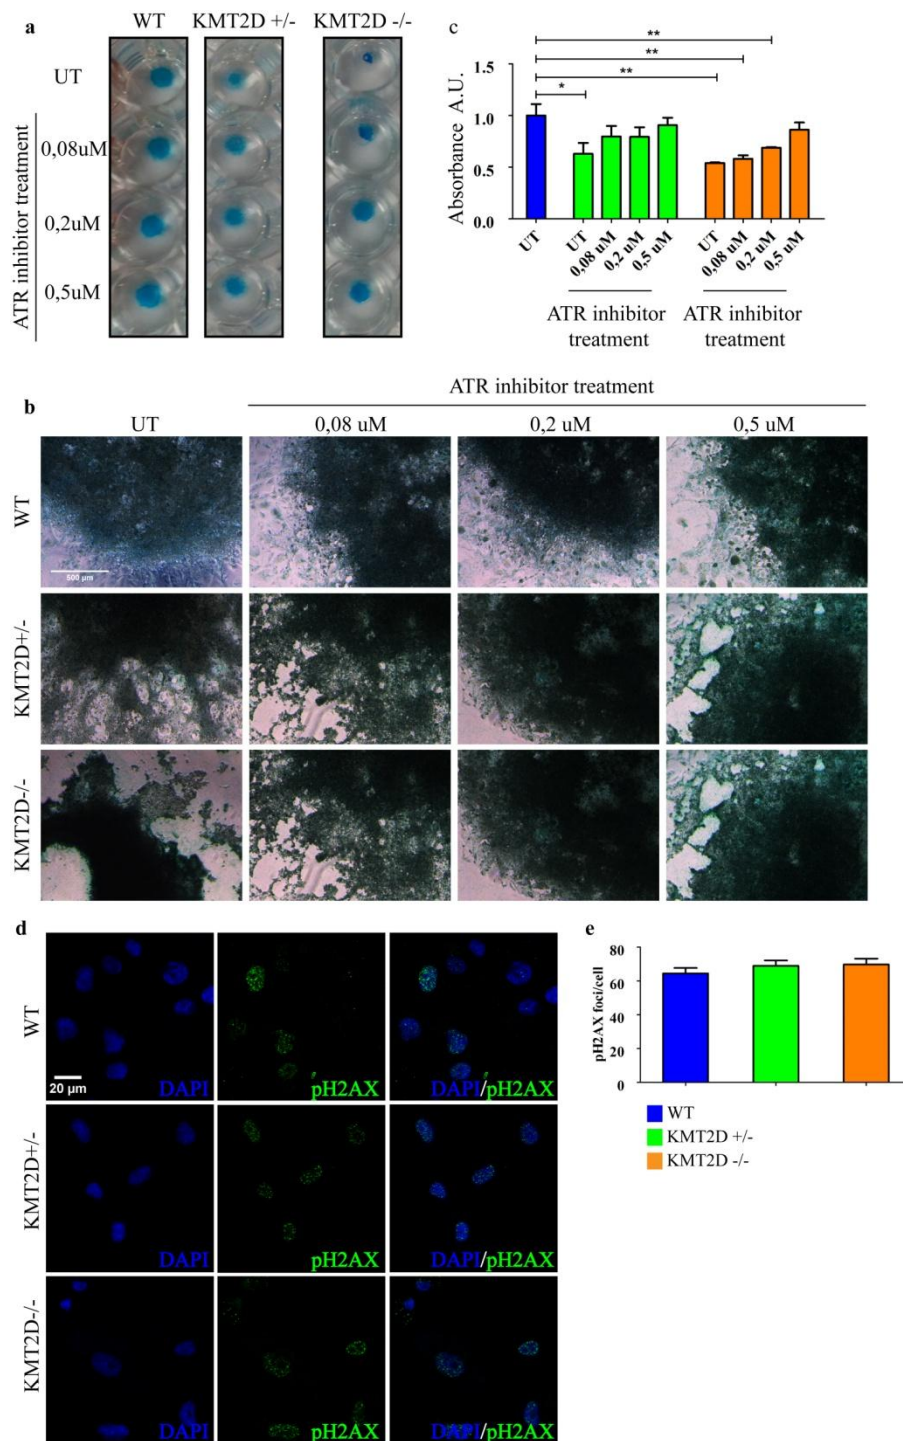 a
WT KMT2D +/- KMT2D -/-
UT
ATR inhibitor treatment
0,08uM
0,2uM
0,5uM
c
Absorbance A.U.
1.5
1.0
0.5
0.0
*
**
**
**
UT
UT
0,08 uM
0,2 uM
0,5 uM
UT
0,08 uM
0,2 uM
0,5 uM
ATR inhibitor
treatment
ATR inhibitor
treatment
b
ATR inhibitor treatment
UT 0,08 uM 0,2 uM 0,5 uM
WT
500 µm
KMT2D+/-
KMT2D-/-
d
WT
20 µm
DAPI pH2AX DAPI/pH2AX
KMT2D+/-
DAPI pH2AX DAPI/pH2AX
KMT2D-/-
DAPI pH2AX DAPI/pH2AX
e
pH2AX foci/cell
80
60
40
20
0
WT
KMT2D +/-
KMT2D -/-